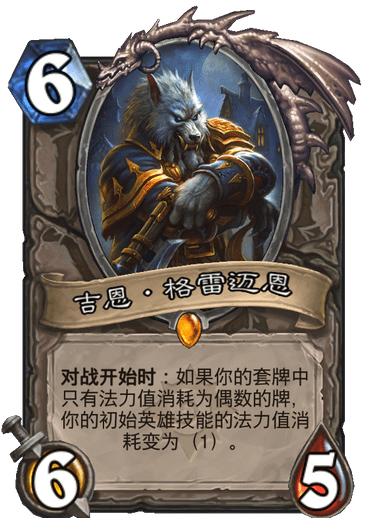 6
吉恩·格雷迈恩
对战开始时：如果你的套牌中
只有法力值消耗为偶数的牌，
你的初始英雄技能的法力值消
耗变为（1）。
6
5